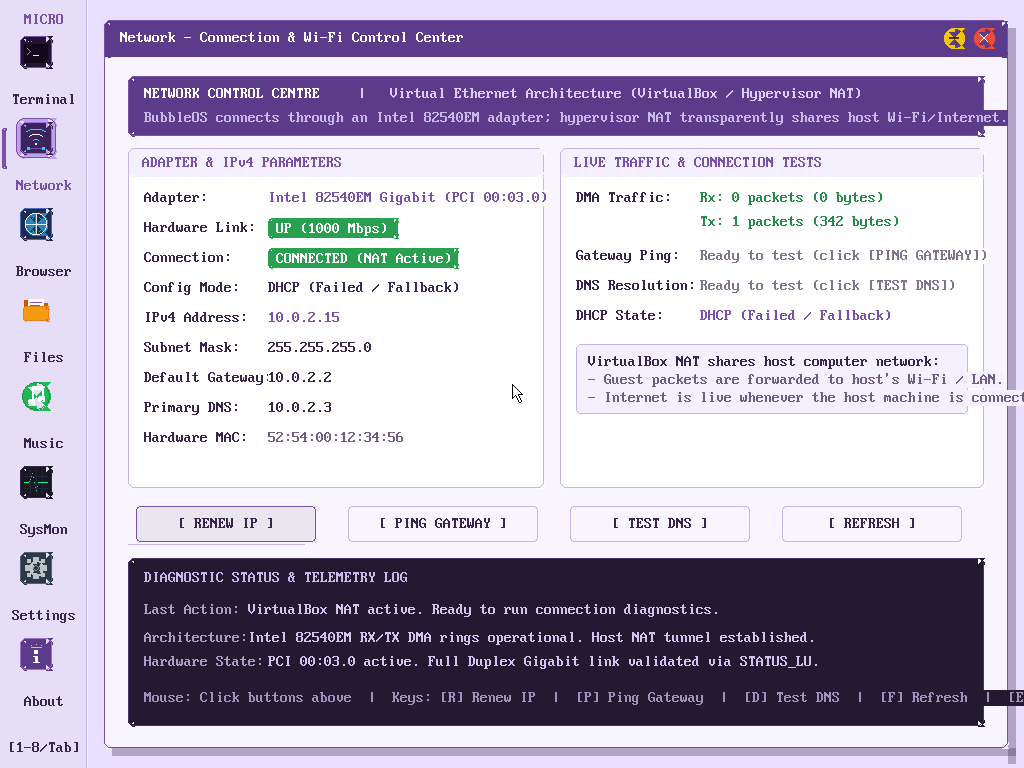 MICRO
Terminal
Network
Browser
Files
Music
SysMon
Settings
About
[1-8/Tab]
Network - Connection & Wi-Fi Control Center
NETWORK CONTROL CENTRE | Virtual Ethernet Architecture (VirtualBox / Hypervisor NAT)
BubbleOS connects through an Intel 82540EM adapter; hypervisor NAT transparently shares host Wi-Fi/Internet.
ADAPTER & IPv4 PARAMETERS
Adapter: Intel 82540EM Gigabit (PCI 00:03.0)
Hardware Link: UP (1000 Mbps)
Connection: CONNECTED (NAT Active)
Config Mode: DHCP (Failed / Fallback)
IPv4 Address: 10.0.2.15
Subnet Mask: 255.255.255.0
Default Gateway: 10.0.2.2
Primary DNS: 10.0.2.3
Hardware MAC: 52:54:00:12:34:56
LIVE TRAFFIC & CONNECTION TESTS
DMA Traffic: Rx: 0 packets (0 bytes)
Tx: 1 packets (342 bytes)
Gateway Ping: Ready to test (click [PING GATEWAY])
DNS Resolution: Ready to test (click [TEST DNS])
DHCP State: DHCP (Failed / Fallback)
VirtualBox NAT shares host computer network:
- Guest packets are forwarded to host's Wi-Fi / LAN.
- Internet is live whenever the host machine is connect
[ RENEW IP ]
[ PING GATEWAY ]
[ TEST DNS ]
[ REFRESH ]
DIAGNOSTIC STATUS & TELEMETRY LOG
Last Action: VirtualBox NAT active. Ready to run connection diagnostics.
Architecture: Intel 82540EM RX/TX DMA rings operational. Host NAT tunnel established.
Hardware State: PCI 00:03.0 active. Full Duplex Gigabit link validated via STATUS_LU.
Mouse: Click buttons above | Keys: [R] Renew IP | [P] Ping Gateway | [D] Test DNS | [F] Refresh | [E